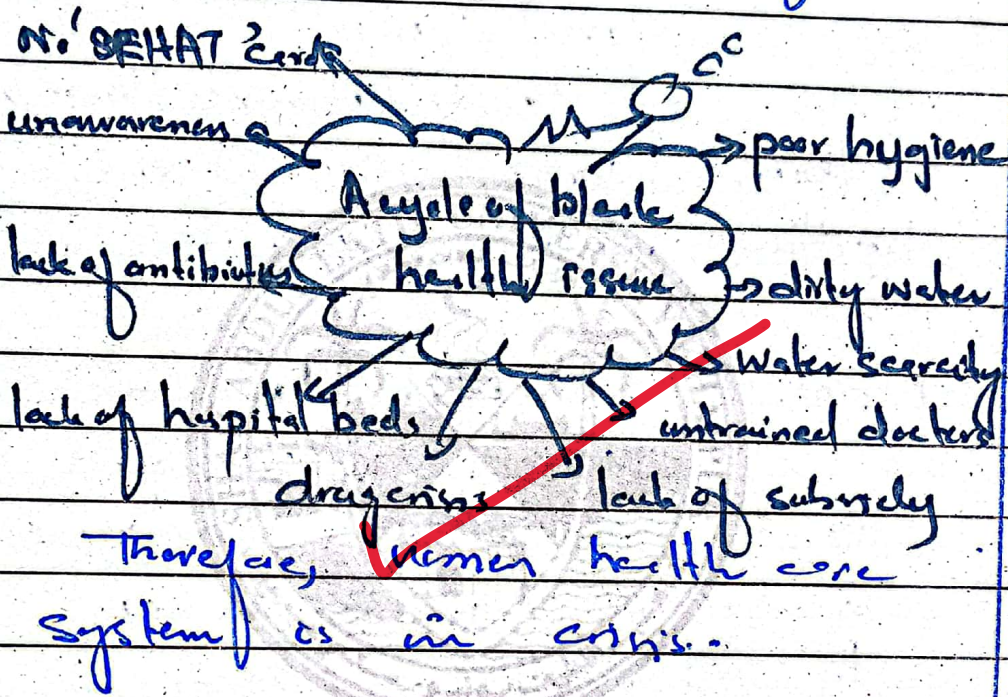 No 'SEHAT' Cards
unawareness
poor hygiene
A cycle of bleak
health issue
lack of antibiotics
dirty water
water scarcity
lack of hospital beds
untrained doctors
drug crisis
lack of subsidy
Therefore, women health care
system is in crisis..